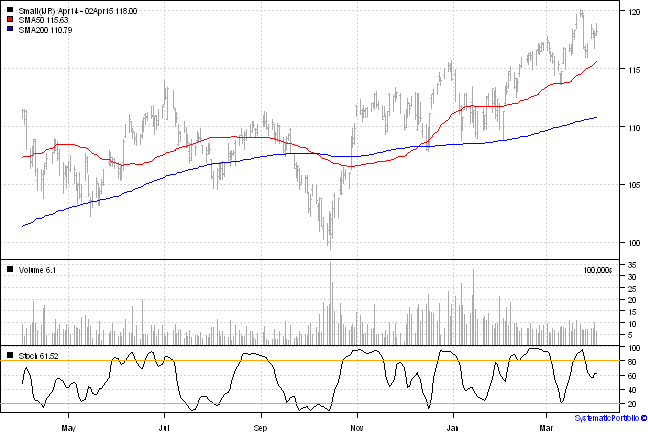 Small(IJR) Apr14 - 02Apr15 118.00
SMA50 115.63
SMA200 110.79
120
115
110
105
100
Volume 6.1
100,000s
35
30
25
20
15
10
5
Stoch 61.52
100
80
60
40
20
May
Jul
Sep
Nov
Jan
Mar
SystematicPortfolio ©